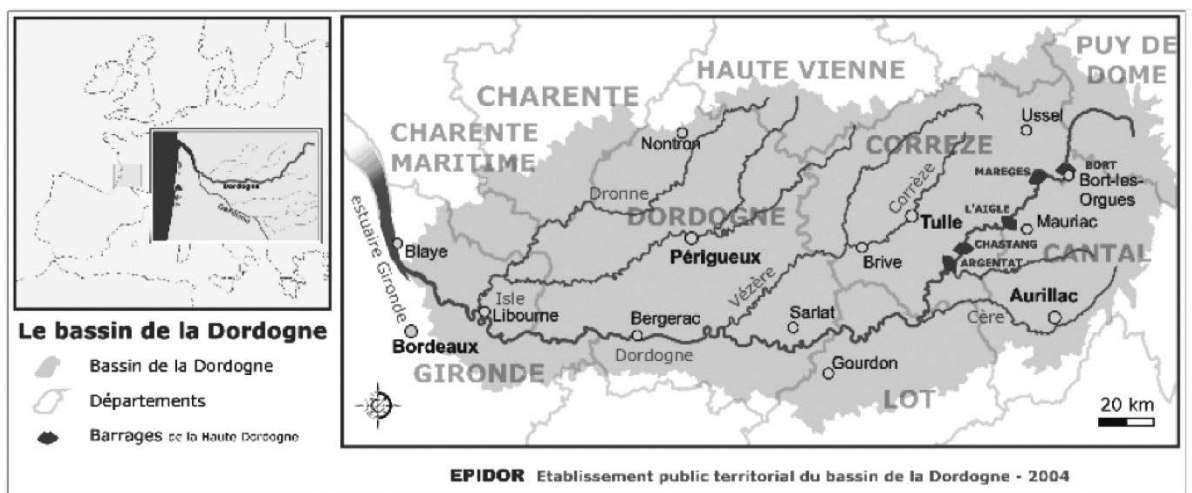 Dordogne
Garonne
Le bassin de la Dordogne
Bassin de la Dordogne
Départements
Barrages de la Haute Dordogne
PUY DE
DOME
HAUTE VIENNE
CHARENTE
CHARENTE
MARITIME
Ussel
Nontron
CORREZE
BORT
MAREGES
Bort-les-
Orgues
Dronne
Corrèze
L'AIGLE
DORDOGNE
Tulle
Mauriac
estuaire Gironde
Blaye
Périgueux
Brive
CHASTANG
CANTAL
ARGENTAT
Vézère
Isle
Libourne
Aurillac
Bergerac
Sarlat
Cère
Bordeaux
Dordogne
Gourdon
GIRONDE
LOT
20 km
EPIDOR Etablissement public territorial du bassin de la Dordogne - 2004